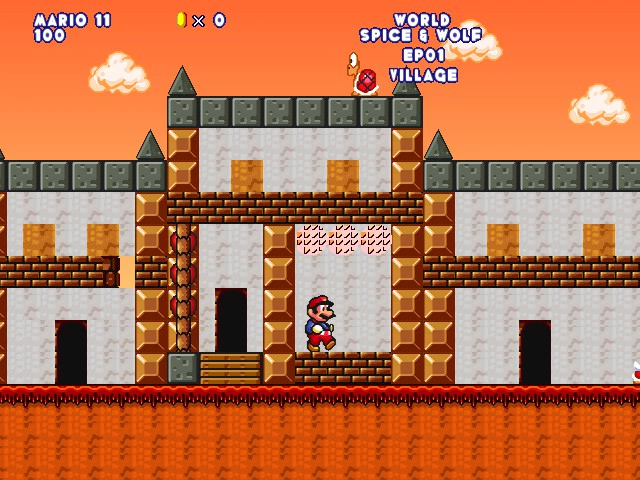 MARIO 11
100
× 0
WORLD
SPICE & WOLF
EP01
VILLAGE